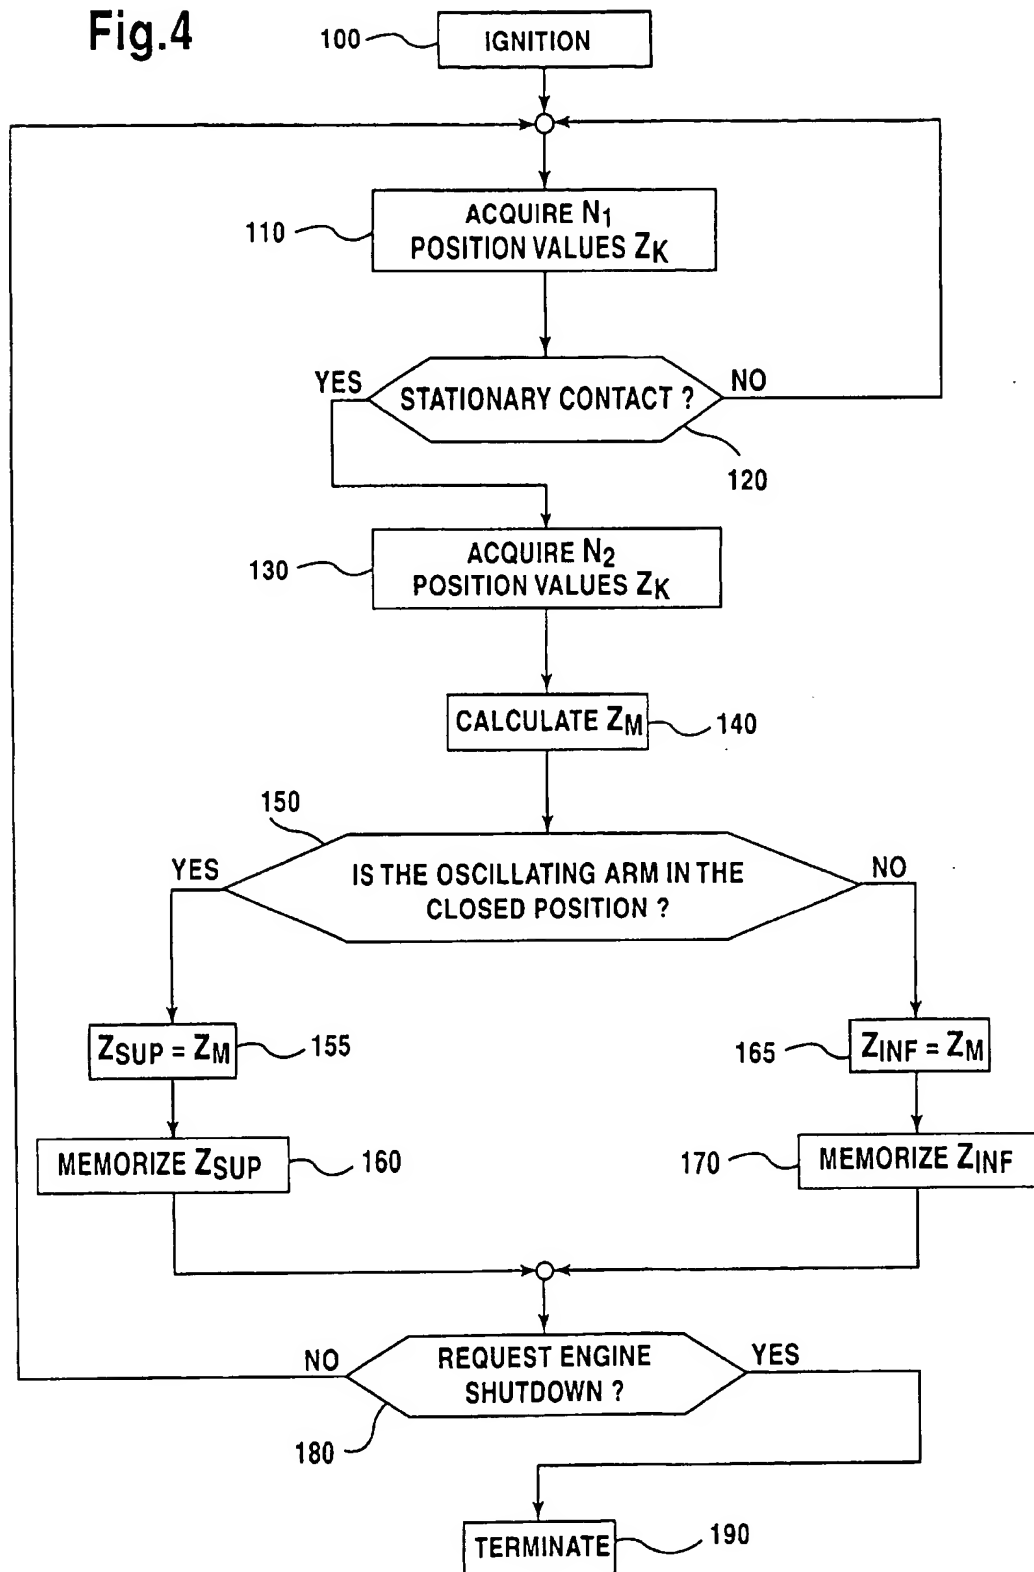 Fig.4
100
IGNITION
110
ACQUIRE N1
POSITION VALUES ZK
YES
STATIONARY CONTACT ?
NO
120
130
ACQUIRE N2
POSITION VALUES ZK
CALCULATE ZM
140
150
YES
IS THE OSCILLATING ARM IN THE
CLOSED POSITION ?
NO
ZSUP = ZM
155
165
ZINF = ZM
MEMORIZE ZSUP
160
170
MEMORIZE ZINF
NO
REQUEST ENGINE
SHUTDOWN ?
YES
180
TERMINATE
190